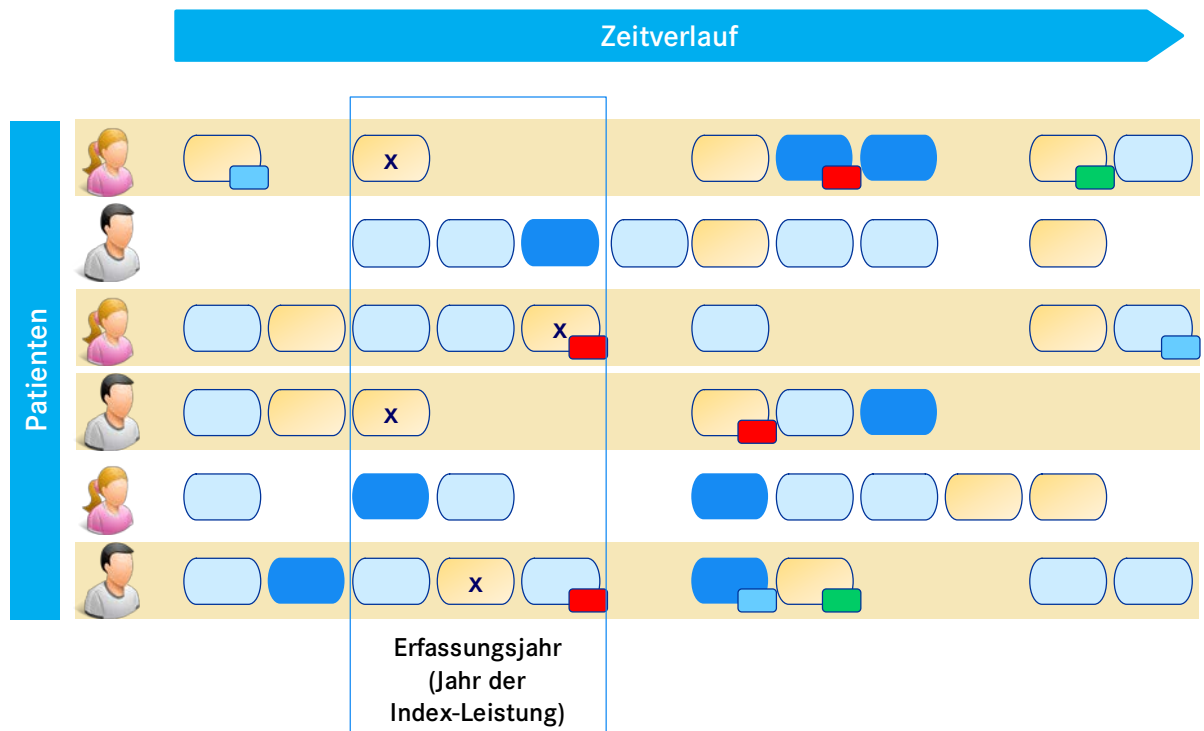 Zeitverlauf
Patienten
x
x
x
x
Erfassungsjahr
(Jahr der
Index-Leistung)